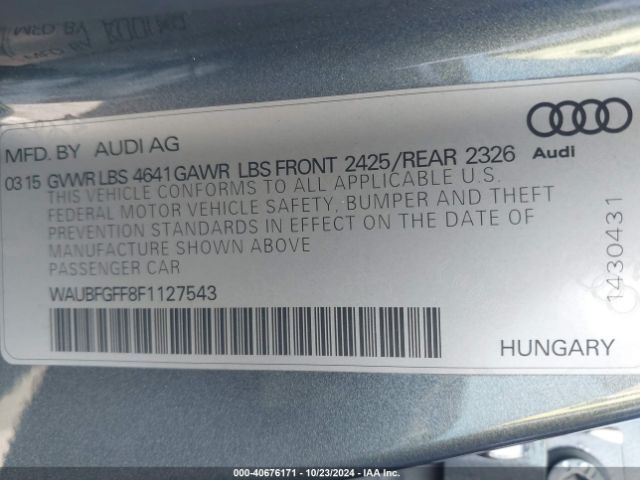 MFD. BY AUDI AG
03 15 GVWR LBS 4641 GAWR LBS FRONT 2425/REAR 2326
Audi
THIS VEHICLE CONFORMS TO ALL APPLICABLE U.S.
FEDERAL MOTOR VEHICLE SAFETY, BUMPER AND THEFT
PREVENTION STANDARDS IN EFFECT ON THE DATE OF
MANUFACTURE SHOWN ABOVE
PASSENGER CAR
WAUBFGFF8F1127543
HUNGARY
1430431
000-40676171 | 10/23/2024 | IAA Inc.